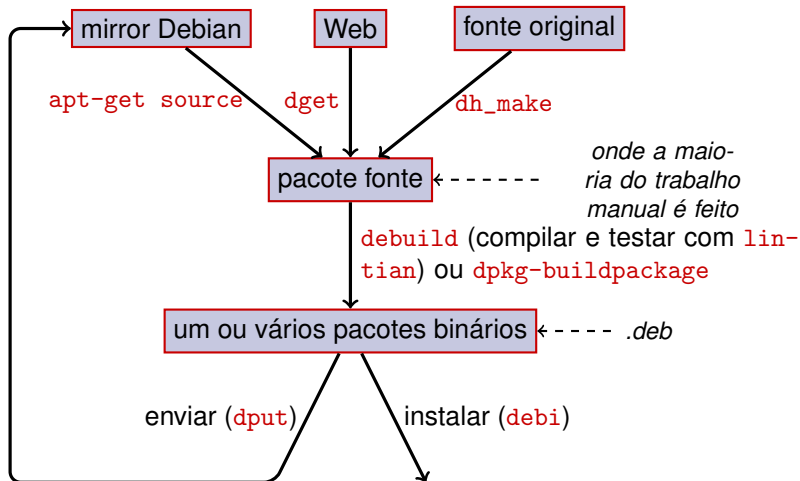 mirror Debian
Web
fonte original
apt-get source
dget
dh_make
onde a maio-
ria do trabalho
manual é feito
pacote fonte
debuild (compilar e testar com lin-
tian) ou dpkg-buildpackage
um ou vários pacotes binários
.deb
enviar (dput)
instalar (debi)